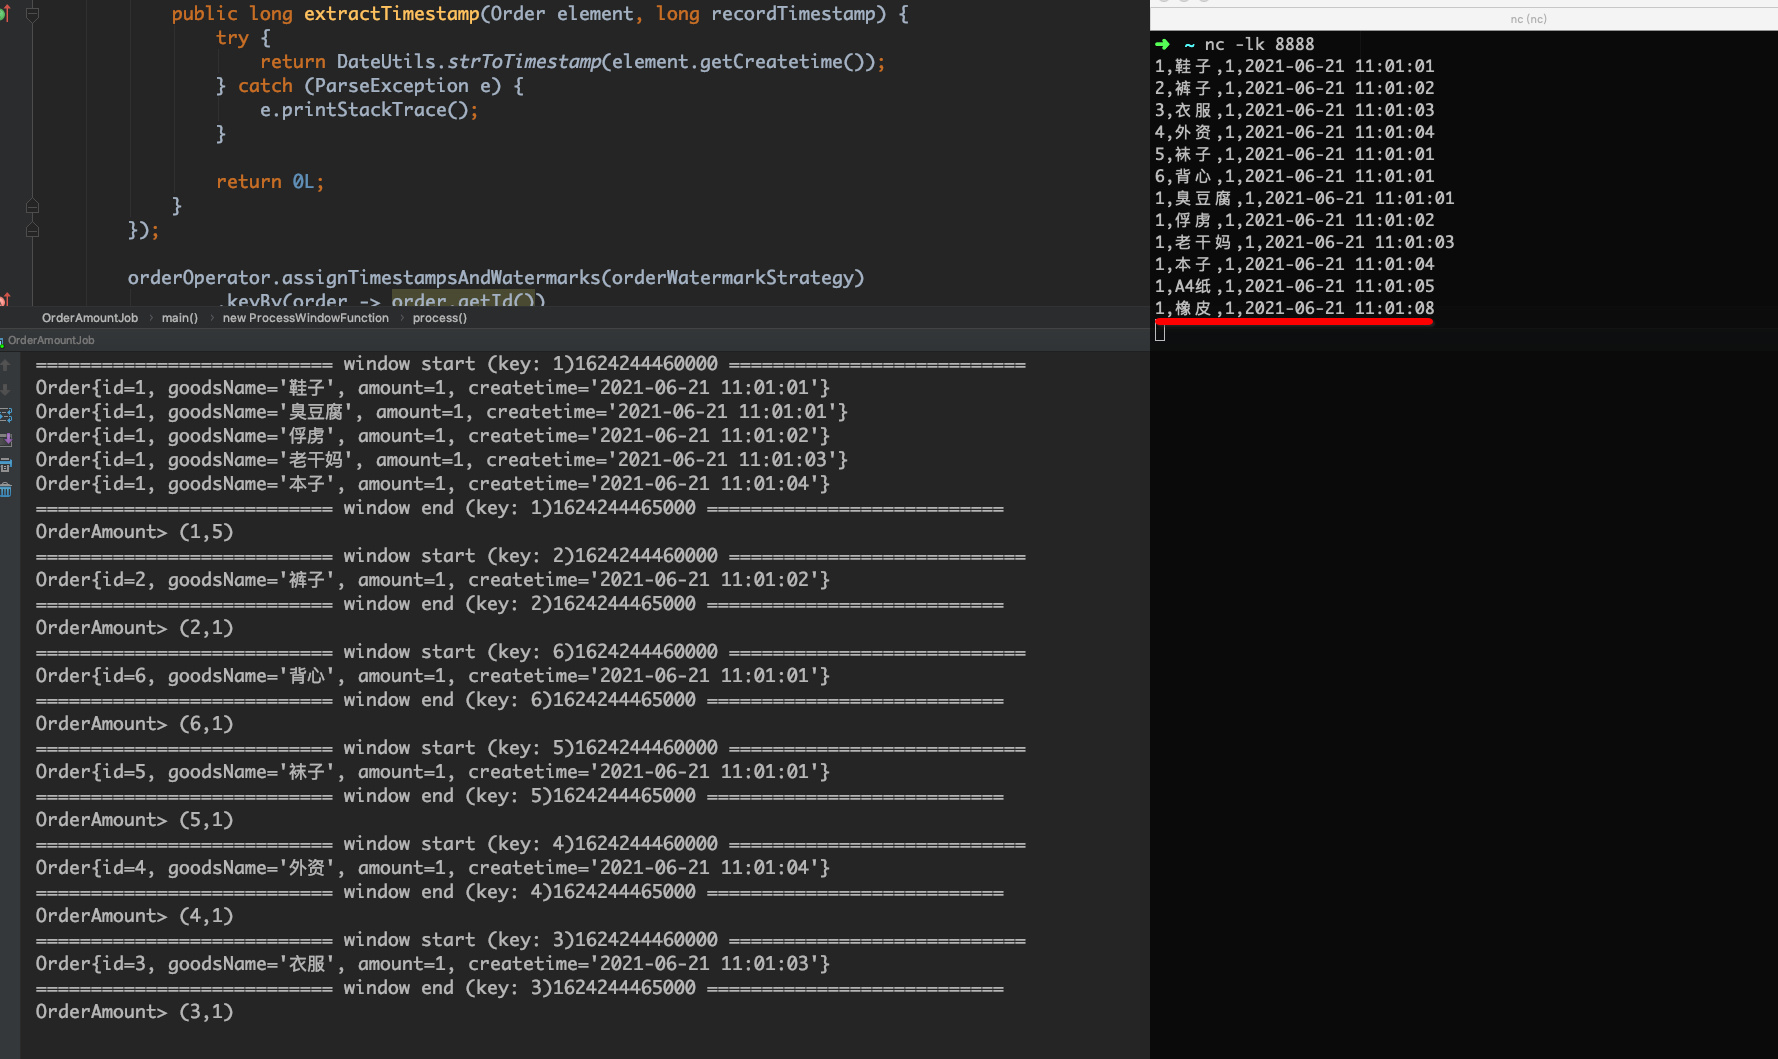 public long extractTimestamp(Order element, long recordTimestamp) {
try {
return DateUtils.strToTimestamp(element.getCreatetime());
} catch (ParseException e) {
e.printStackTrace();
}
return 0L;
}
});
orderOperator.assignTimestampsAndWatermarks(orderWatermarkStrategy)
.keyBy(order -> order.getId())
OrderAmountJob › main() › new ProcessWindowFunction › process()
OrderAmountJob
=========================== window start (key: 1)1624244460000 ===========================
Order{id=1, goodsName='鞋子', amount=1, createtime='2021-06-21 11:01:01'}
Order{id=1, goodsName='臭豆腐', amount=1, createtime='2021-06-21 11:01:01'}
Order{id=1, goodsName='俘虏', amount=1, createtime='2021-06-21 11:01:02'}
Order{id=1, goodsName='老干妈', amount=1, createtime='2021-06-21 11:01:03'}
Order{id=1, goodsName='本子', amount=1, createtime='2021-06-21 11:01:04'}
=========================== window end (key: 1)1624244465000 ===========================
OrderAmount> (1,5)
=========================== window start (key: 2)1624244460000 ===========================
Order{id=2, goodsName='裤子', amount=1, createtime='2021-06-21 11:01:02'}
=========================== window end (key: 2)1624244465000 ===========================
OrderAmount> (2,1)
=========================== window start (key: 6)1624244460000 ===========================
Order{id=6, goodsName='背心', amount=1, createtime='2021-06-21 11:01:01'}
=========================== window end (key: 6)1624244465000 ===========================
OrderAmount> (6,1)
=========================== window start (key: 5)1624244460000 ===========================
Order{id=5, goodsName='袜子', amount=1, createtime='2021-06-21 11:01:01'}
=========================== window end (key: 5)1624244465000 ===========================
OrderAmount> (5,1)
=========================== window start (key: 4)1624244460000 ===========================
Order{id=4, goodsName='外资', amount=1, createtime='2021-06-21 11:01:04'}
=========================== window end (key: 4)1624244465000 ===========================
OrderAmount> (4,1)
=========================== window start (key: 3)1624244460000 ===========================
Order{id=3, goodsName='衣服', amount=1, createtime='2021-06-21 11:01:03'}
=========================== window end (key: 3)1624244465000 ===========================
OrderAmount> (3,1)
nc (nc)
➜ ~ nc -lk 8888
1,鞋子,1,2021-06-21 11:01:01
2,裤子,1,2021-06-21 11:01:02
3,衣服,1,2021-06-21 11:01:03
4,外资,1,2021-06-21 11:01:04
5,袜子,1,2021-06-21 11:01:01
6,背心,1,2021-06-21 11:01:01
1,臭豆腐,1,2021-06-21 11:01:01
1,俘虏,1,2021-06-21 11:01:02
1,老干妈,1,2021-06-21 11:01:03
1,本子,1,2021-06-21 11:01:04
1,A4纸,1,2021-06-21 11:01:05
1,橡皮,1,2021-06-21 11:01:08